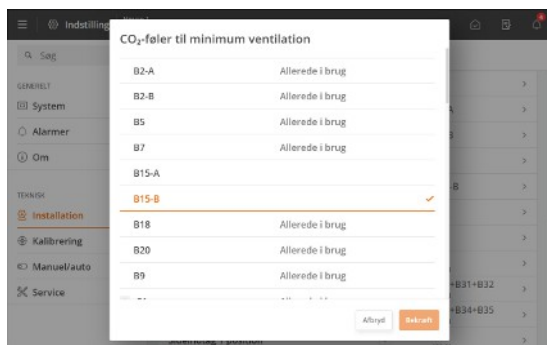 Indstilling
CO₂-føler til minimum ventilation
Søg
GENERELT
System
Alarmer
Om
TEKNISK
Installation
Kalibrering
Manuel/auto
Service
B2-A Allerede i brug
B2-B Allerede i brug
B5 Allerede i brug
B7 Allerede i brug
B15-A
B15-B
B18 Allerede i brug
B20 Allerede i brug
B9 Allerede i brug
+B31+B32
+B34+B35
Afbryd Bekræft